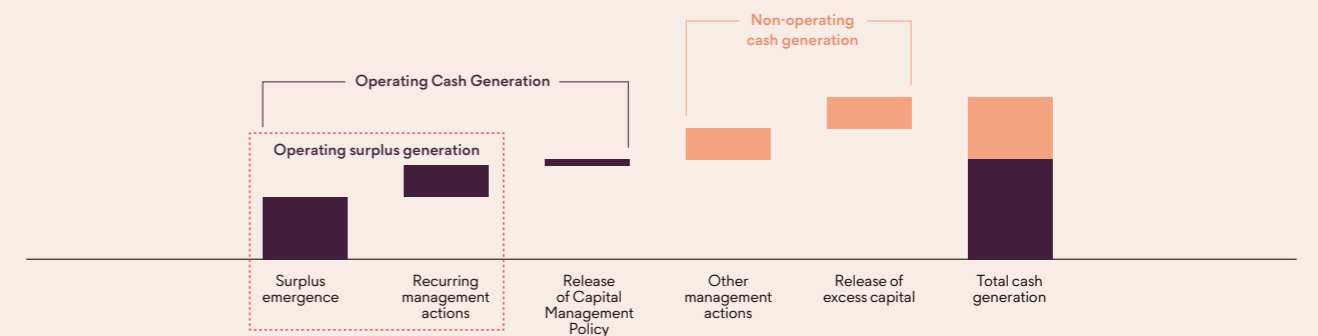 Non-operating
cash generation
Operating Cash Generation
Operating surplus generation
Surplus
emergence
Recurring
management
actions
Release
of Capital
Management
Policy
Other
management
actions
Release of
excess capital
Total cash
generation